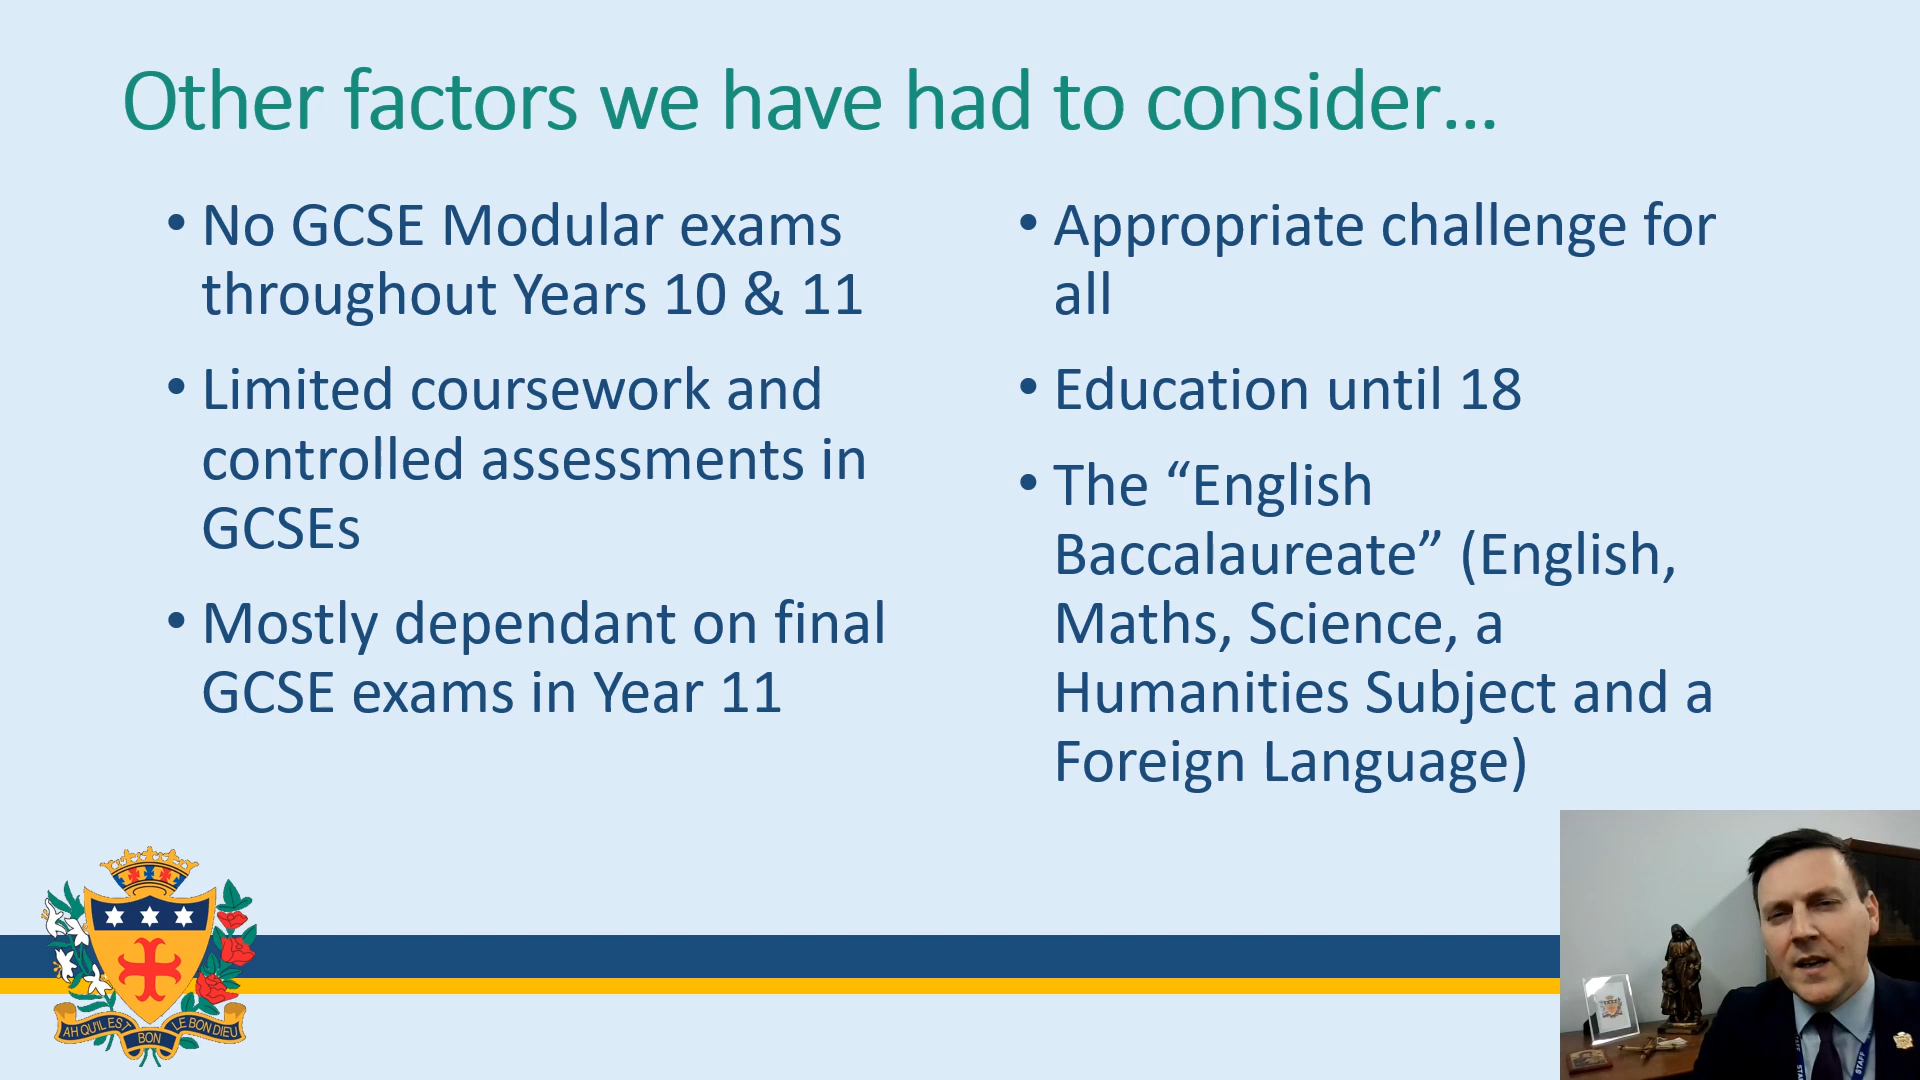 Other factors we have had to consider...
• No GCSE Modular exams
throughout Years 10 & 11
• Limited coursework and
controlled assessments in
GCSEs
• Mostly dependant on final
GCSE exams in Year 11
• Appropriate challenge for
all
• Education until 18
• The “English
Baccalaureate” (English,
Maths, Science, a
Humanities Subject and a
Foreign Language)
AH QU'IL EST
BON
LE BON DIEU
STAFF